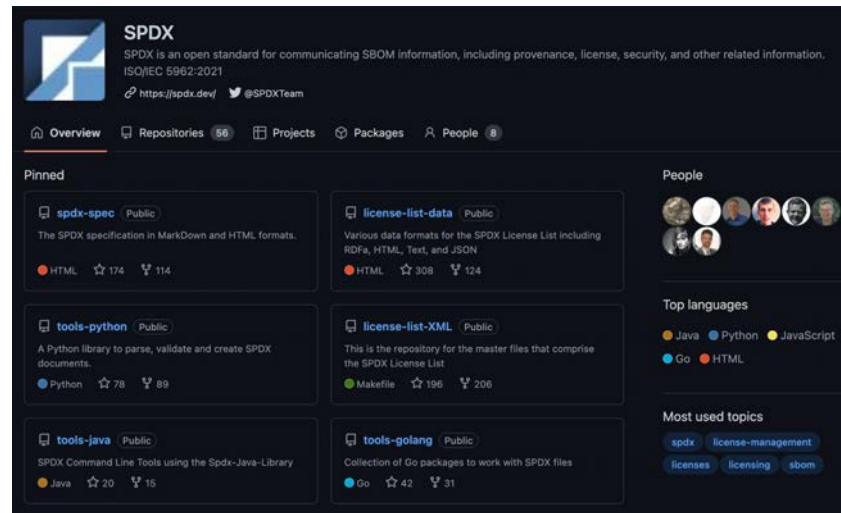 SPDX
SPDX is an open standard for communicating SBOM information, including provenance, license, security, and other related information.
ISO/IEC 5962:2021
https://spdx.dev/ @SPDXTeam
Overview Repositories 56 Projects Packages People 8
Pinned
spdx-spec Public
The SPDX specification in MarkDown and HTML formats.
HTML 174 114
license-list-data Public
Various data formats for the SPDX License List including
RDFa, HTML, Text, and JSON
HTML 308 124
tools-python Public
A Python library to parse, validate and create SPDX
documents.
Python 78 89
license-list-XML Public
This is the repository for the master files that comprise
the SPDX License List
Makefile 196 206
tools-java Public
SPDX Command Line Tools using the Spdx-Java-Library
Java 20 15
tools-golang Public
Collection of Go packages to work with SPDX files
Go 42 31
People
Top languages
Java Python JavaScript
Go HTML
Most used topics
spdx license-management
licenses licensing sbom